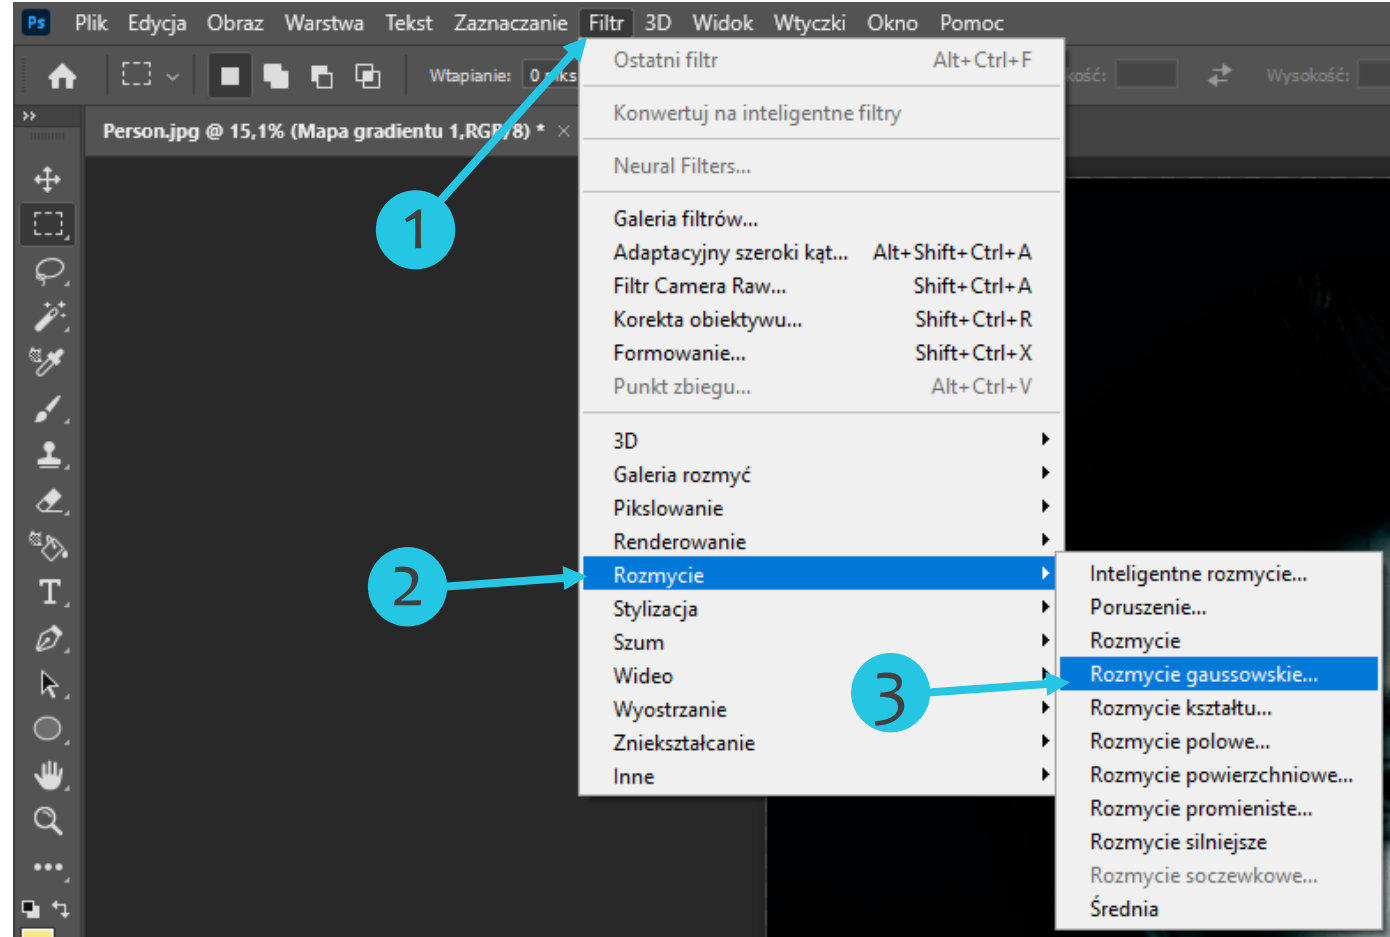 Ps Plik Edycja Obraz Warstwa Tekst Zaznaczanie Filtr 3D Widok Wtyczki Okno Pomoc
Wtapianie: 0
Wysokość:
Person.jpg @ 15,1% (Mapa gradientu 1,RGB/8) *
Ostatni filtr Alt+Ctrl+F
Konwertuj na inteligentne filtry
Neural Filters...
Galeria filtrów...
Adaptacyjny szeroki kąt... Alt+Shift+Ctrl+A
Filtr Camera Raw... Shift+Ctrl+A
Korekta obiektywu... Shift+Ctrl+R
Formowanie... Shift+Ctrl+X
Punkt zbiegu... Alt+Ctrl+V
3D
Galeria rozmyć
Pikslowanie
Renderowanie
Rozmycie
Stylizacja
Szum
Wideo
Wyostrzanie
Zniekształcanie
Inne
Inteligentne rozmycie...
Poruszenie...
Rozmycie
Rozmycie gaussowskie...
Rozmycie kształtu...
Rozmycie polowe...
Rozmycie powierzchniowe...
Rozmycie promieniste...
Rozmycie silniejsze
Rozmycie soczewkowe...
Średnia
1
2
3
T